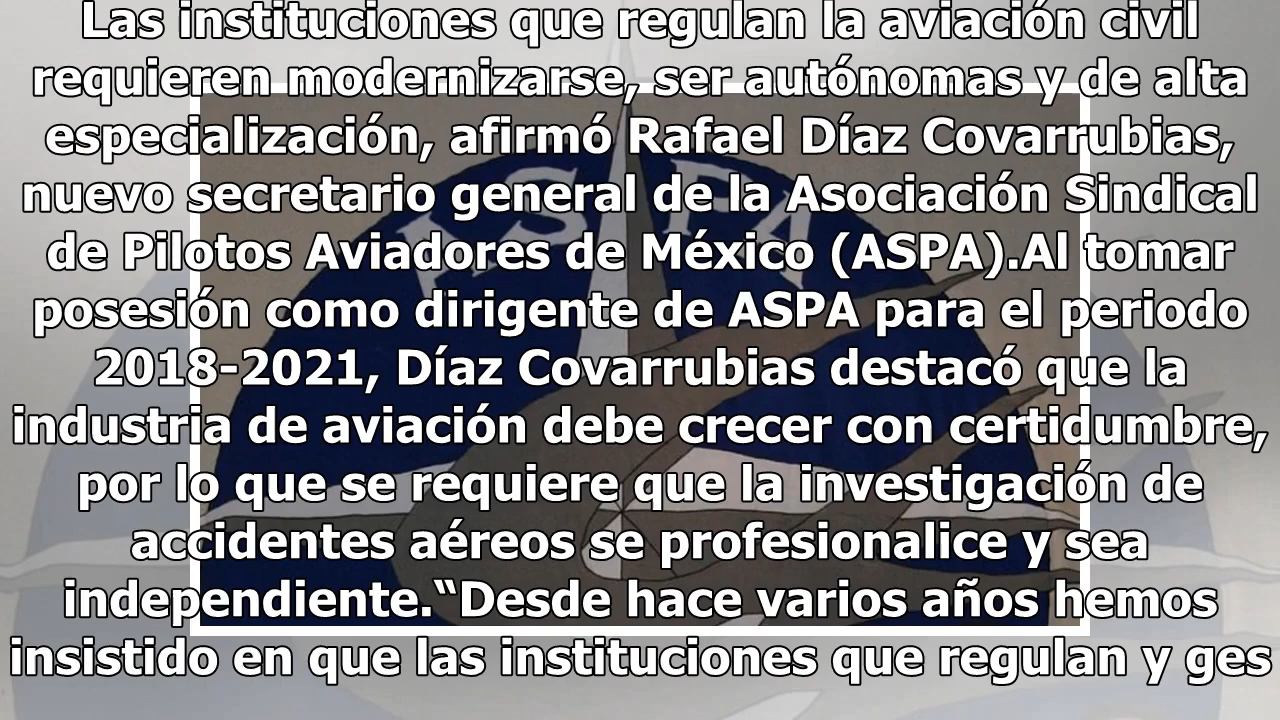 Las instituciones que regulan la aviación civil
requieren modernizarse, ser autónomas y de alta
especialización, afirmó Rafael Díaz Covarrubias,
nuevo secretario general de la Asociación Sindical
de Pilotos Aviadores de México (ASPA).Al tomar
posesión como dirigente de ASPA para el periodo
2018-2021, Díaz Covarrubias destacó que la
industria de aviación debe crecer con certidumbre,
por lo que se requiere que la investigación de
accidentes aéreos se profesionalice y sea
independiente.“Desde hace varios años hemos
insistido en que las instituciones que regulan y ges
ASPA